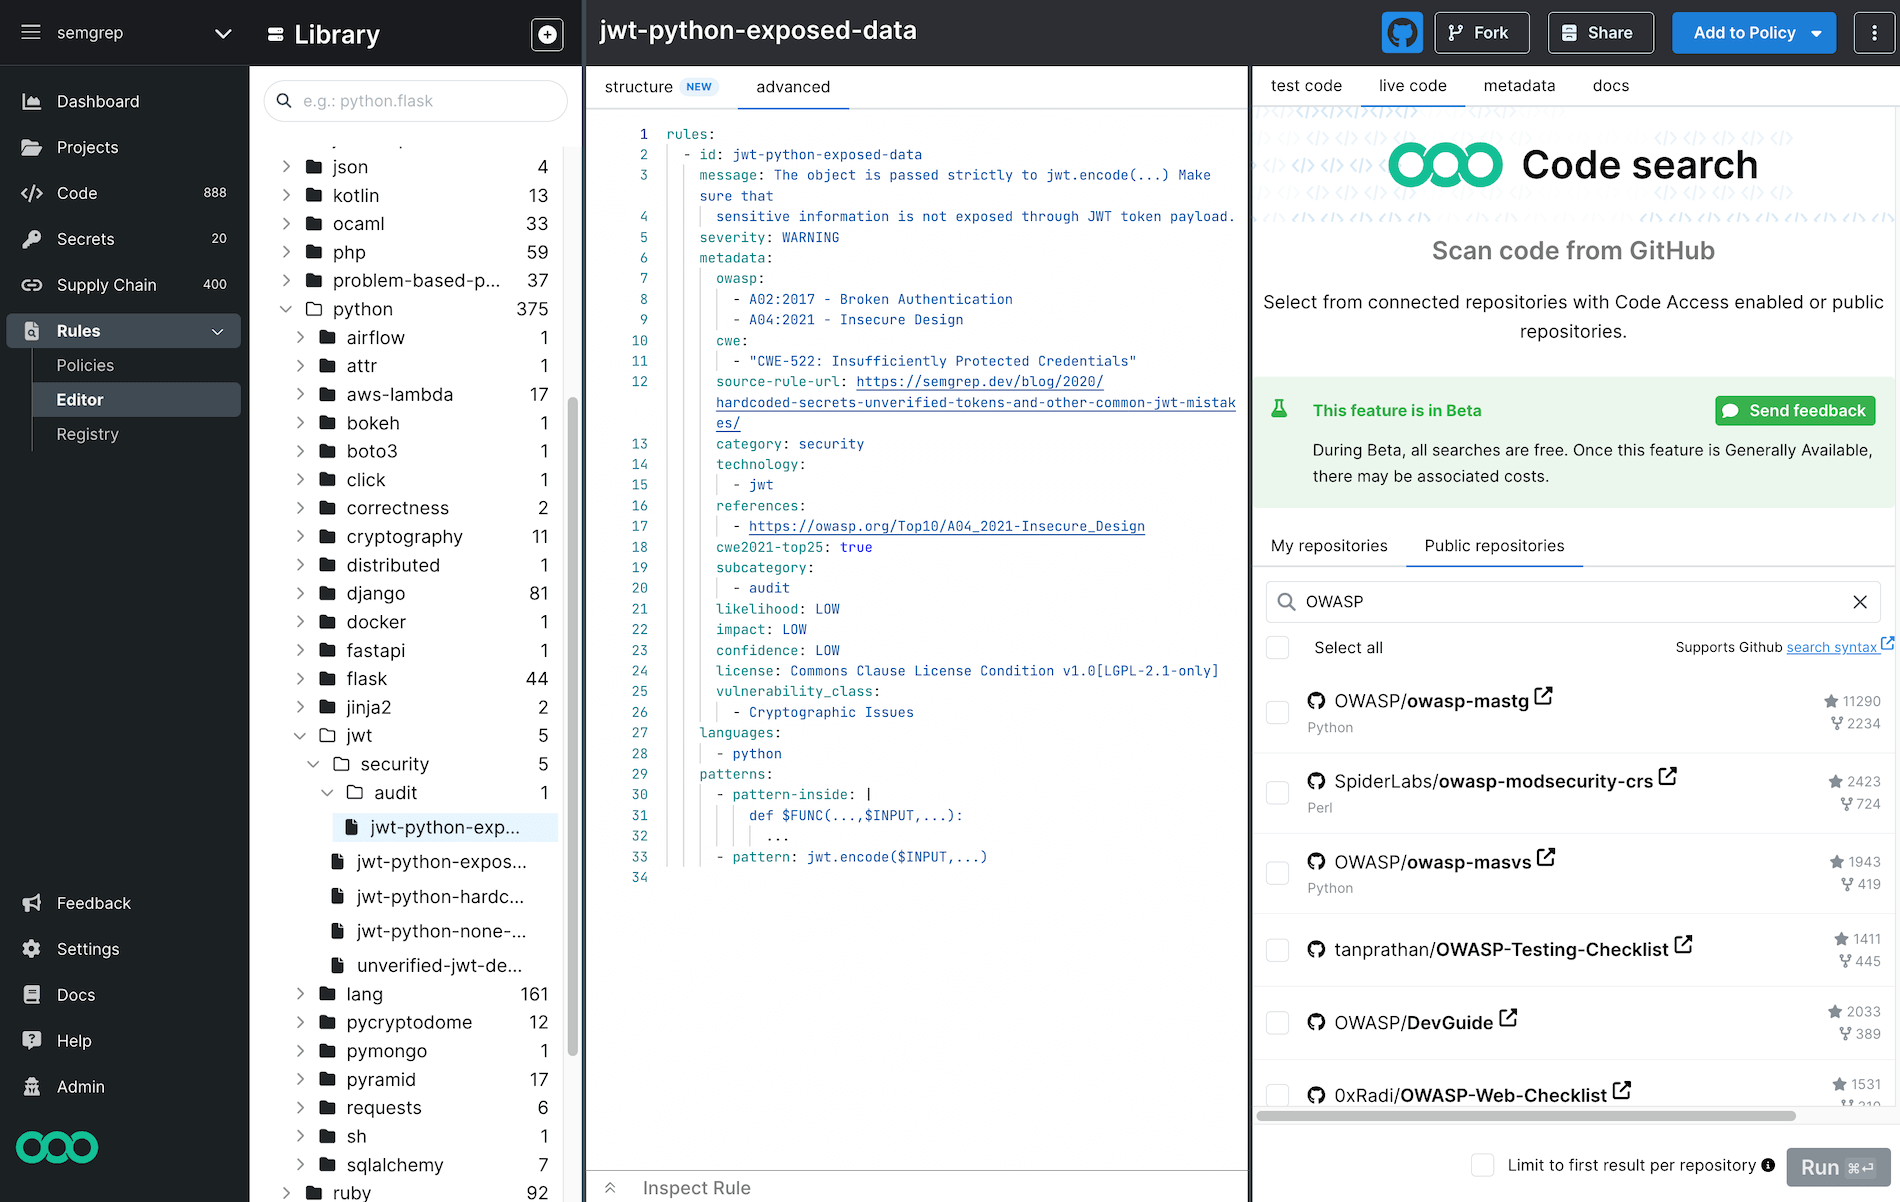 semgrep
Dashboard
Projects
Code 888
Secrets 20
Supply Chain 400
Rules
Policies
Editor
Registry
Feedback
Settings
Docs
Help
Admin
Library
e.g.: python.flask
json 4
kotlin 13
ocaml 33
php 59
problem-based-p... 37
python 375
airflow 1
attr 1
aws-lambda 17
bokeh 1
boto3 1
click 1
correctness 2
cryptography 11
distributed 1
django 81
docker 1
fastapi 1
flask 44
jinja2 2
jwt 5
security 5
audit 1
jwt-python-exp...
jwt-python-expos...
jwt-python-hardc...
jwt-python-none-...
unverified-jwt-de...
lang 161
pycryptodome 12
pymongo 1
pyramid 17
requests 6
sh 1
sqlalchemy 7
ruby 92
jwt-python-exposed-data
Fork
Share
Add to Policy
structure NEW advanced
1 rules:
2 - id: jwt-python-exposed-data
3 message: The object is passed strictly to jwt.encode(...) Make
sure that
4 sensitive information is not exposed through JWT token payload.
5 severity: WARNING
6 metadata:
7 owasp:
8 - A02:2017 - Broken Authentication
9 - A04:2021 - Insecure Design
10 cwe:
11 - "CWE-522: Insufficiently Protected Credentials"
12 source-rule-url: https://semgrep.dev/blog/2020/
hardcoded-secrets-unverified-tokens-and-other-common-jwt-mistak
es/
13 category: security
14 technology:
15 - jwt
16 references:
17 - https://owasp.org/Top10/A04_2021-Insecure_Design
18 cwe2021-top25: true
19 subcategory:
20 - audit
21 likelihood: LOW
22 impact: LOW
23 confidence: LOW
24 license: Commons Clause License Condition v1.0[LGPL-2.1-only]
25 vulnerability_class:
26 - Cryptographic Issues
27 languages:
28 - python
29 patterns:
30 - pattern-inside: |
31 def $FUNC(...,$INPUT,...):
32 ...
33 - pattern: jwt.encode($INPUT,...)
34
Inspect Rule
test code live code metadata docs
Code search
Scan code from GitHub
Select from connected repositories with Code Access enabled or public
repositories.
This feature is in Beta
Send feedback
During Beta, all searches are free. Once this feature is Generally Available,
there may be associated costs.
My repositories Public repositories
OWASP
Select all
Supports Github search syntax
OWASP/owasp-mastg 11290
Python 2234
SpiderLabs/owasp-modsecurity-crs 2423
Perl 724
OWASP/owasp-masvs 1943
Python 419
tanprathan/OWASP-Testing-Checklist 1411
445
OWASP/DevGuide 2033
389
0xRadi/OWASP-Web-Checklist 1531
Limit to first result per repository
Run ⌘⏎